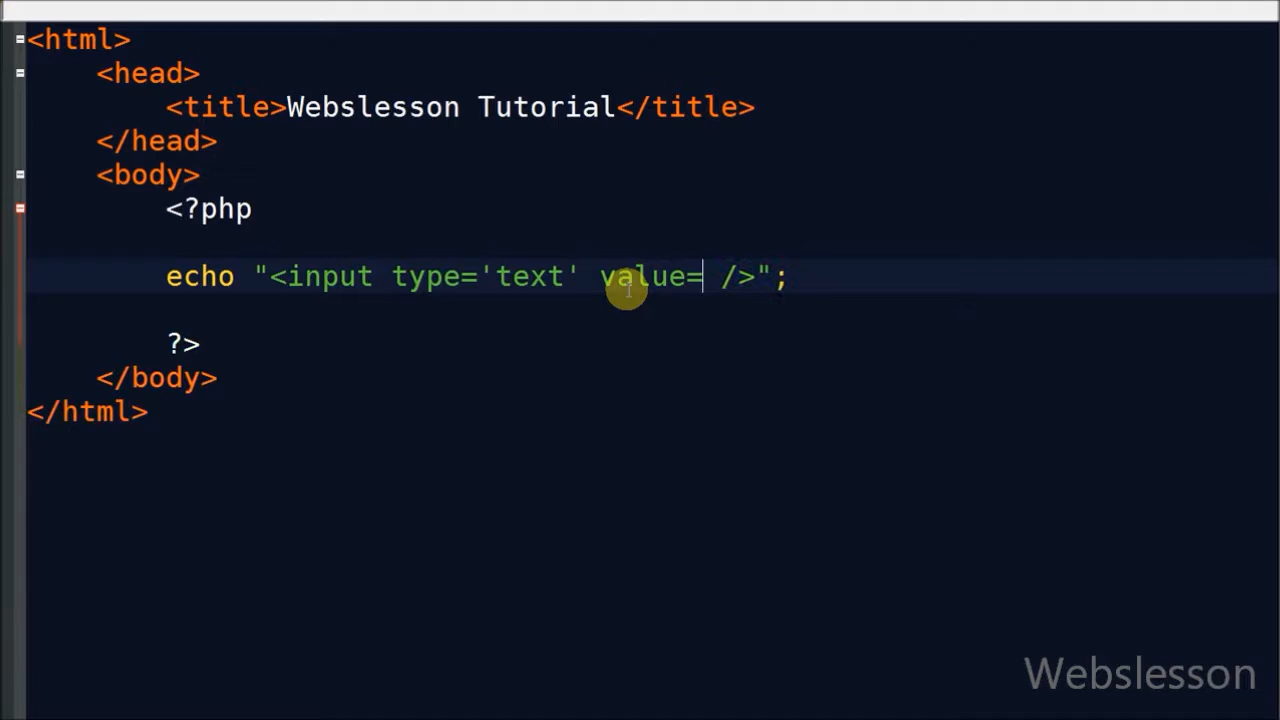 <html>
<head>
<title>Webslesson Tutorial</title>
</head>
<body>
<?php
echo "<input type='text' value= />";
?>
</body>
</html>
Webslesson